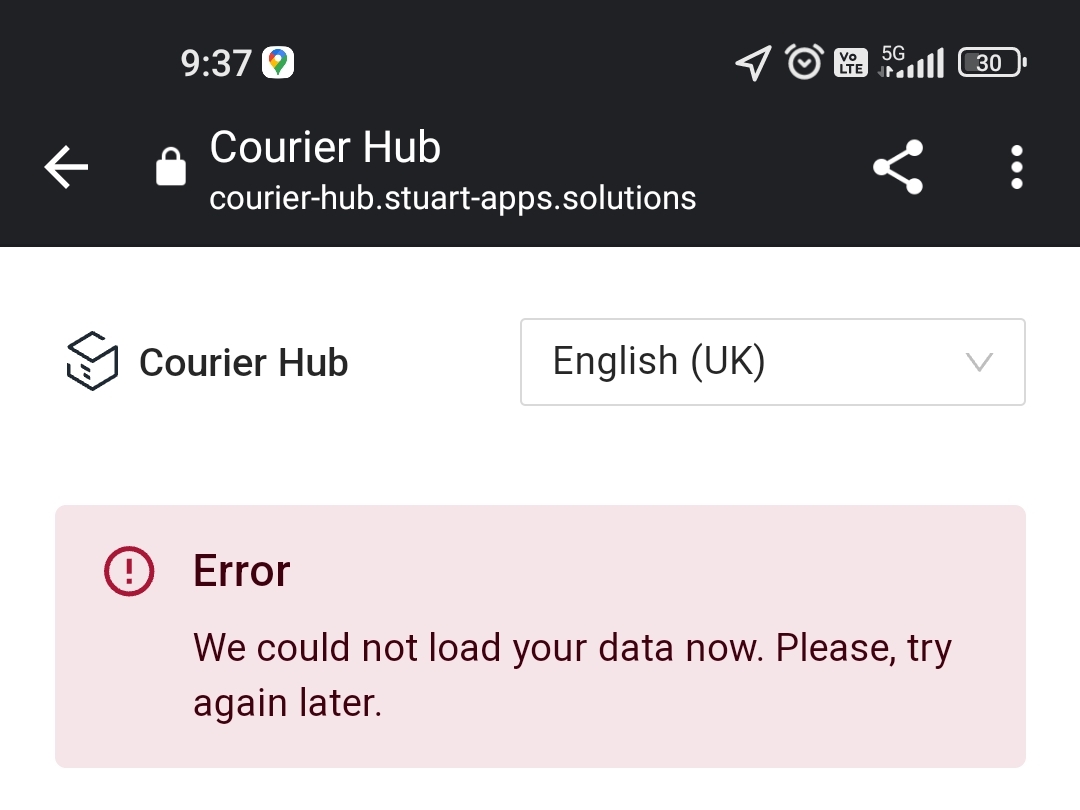 9:37 Vo LTE 5G 30
Courier Hub
courier-hub.stuart-apps.solutions
Courier Hub English (UK)
Error
We could not load your data now. Please, try
again later.